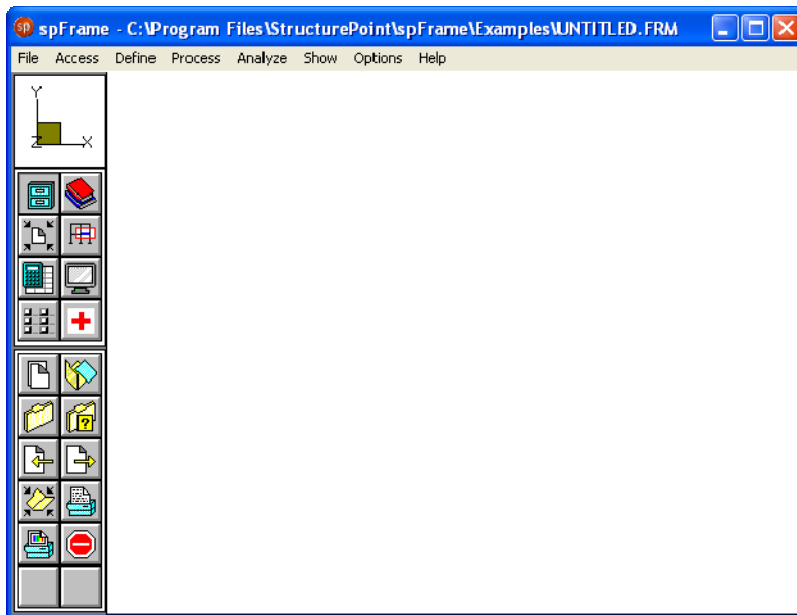 sp spFrame - C:\Program Files\StructurePoint\spFrame\Examples\UNTITLED.FRM
File Access Define Process Analyze Show Options Help
Y
Z X
?